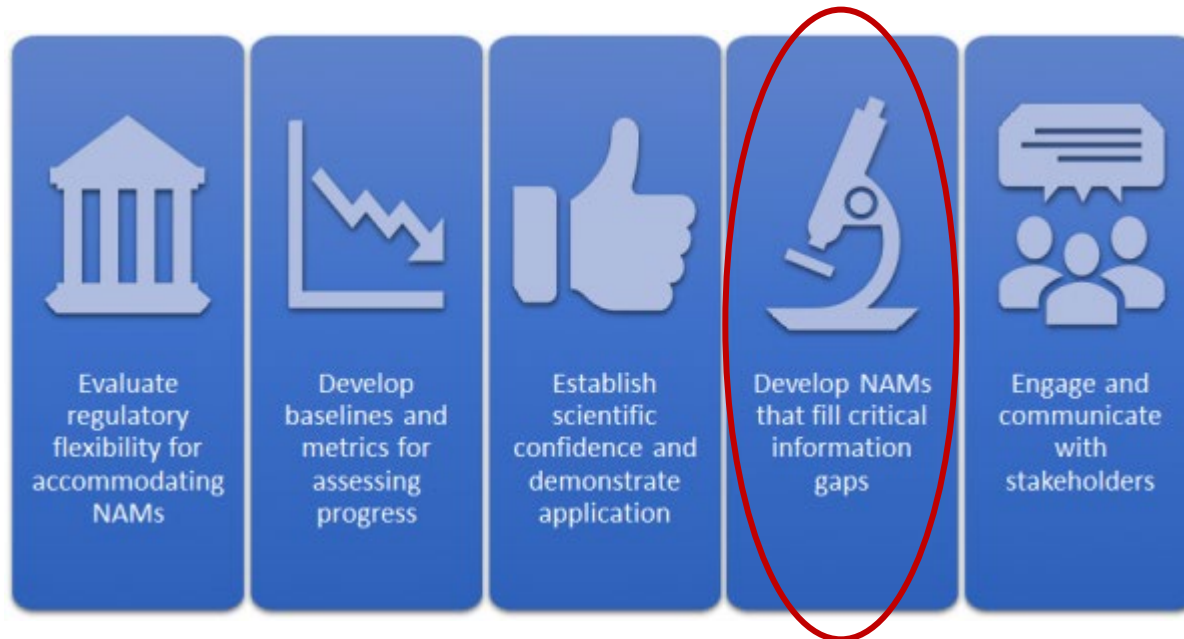 Evaluate
regulatory
flexibility for
accommodating
NAMs
Develop
baselines and
metrics for
assessing
progress
Establish
scientific
confidence and
demonstrate
application
Develop NAMs
that fill critical
information
gaps
Engage and
communicate
with
stakeholders